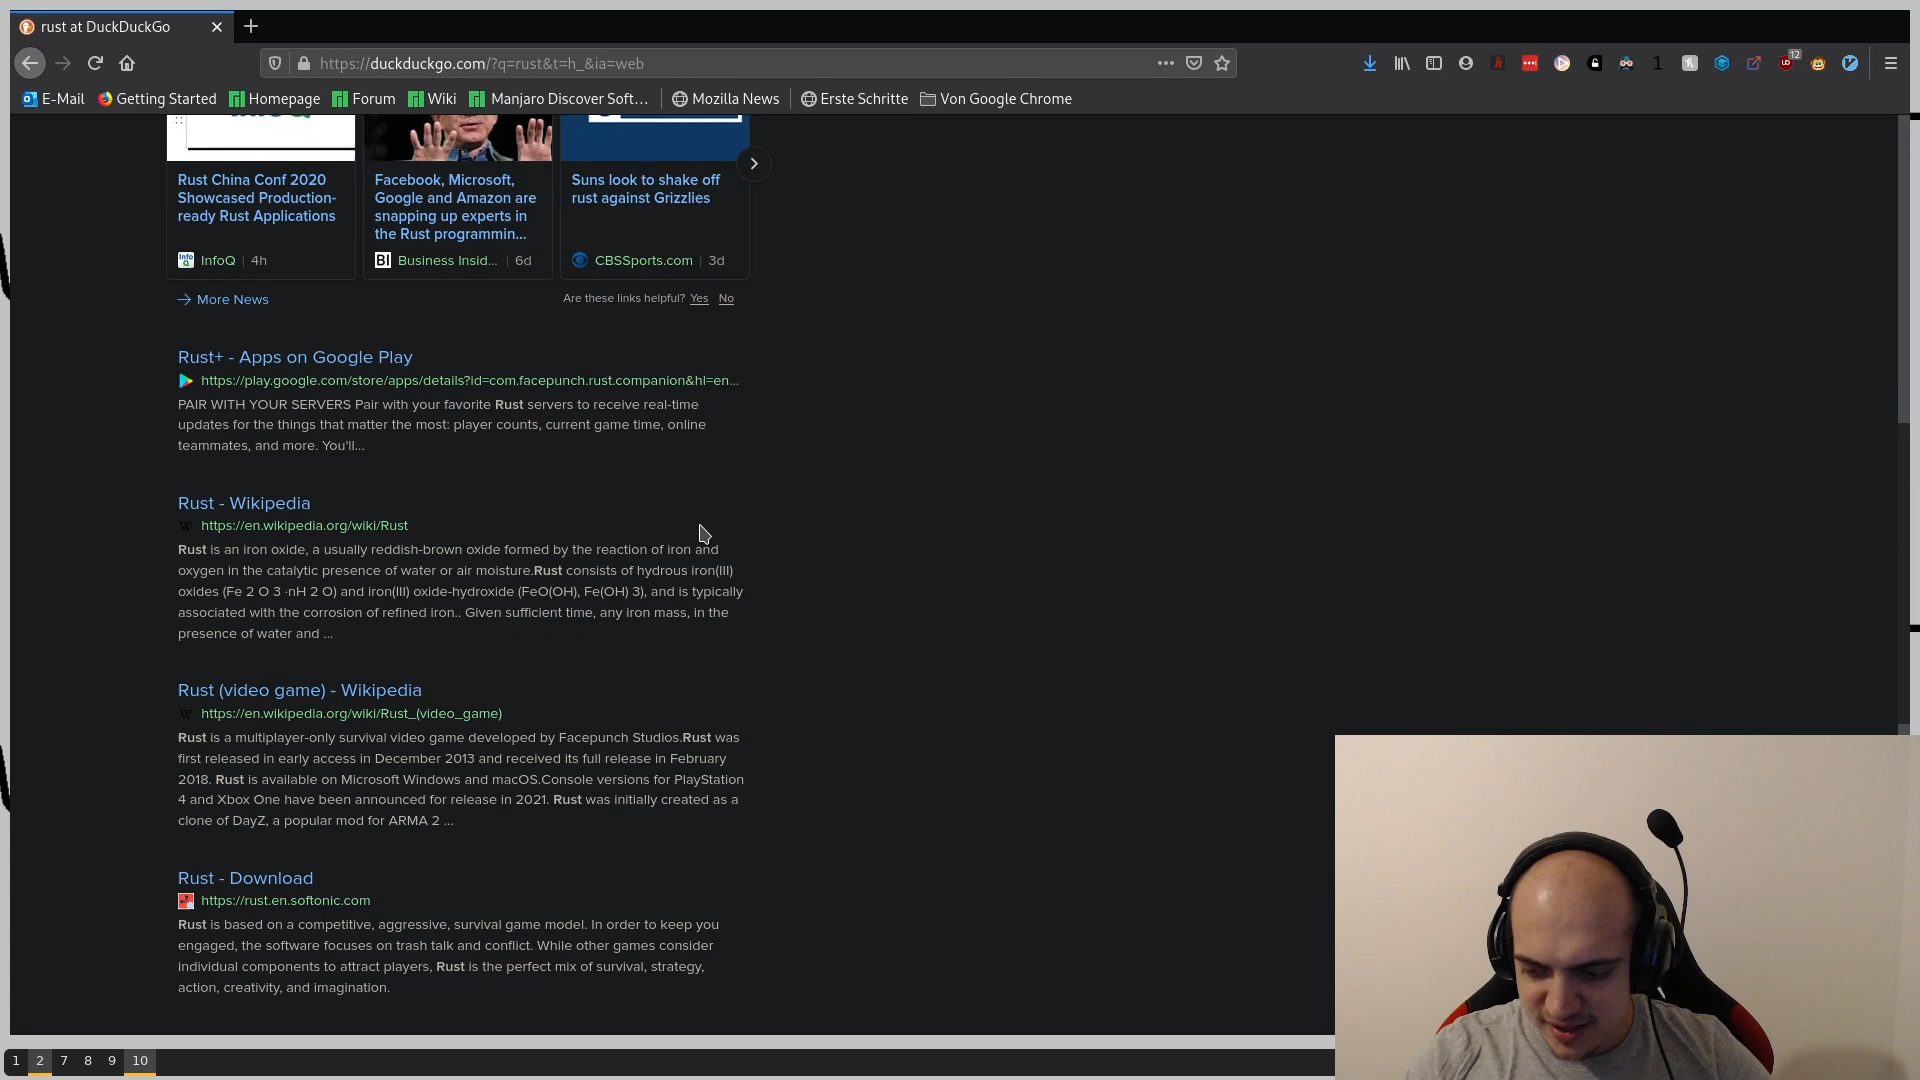 rust at DuckDuckGo
https://duckduckgo.com/?q=rust&t=h_&ia=web
12
E-Mail Getting Started Homepage Forum Wiki Manjaro Discover Soft… Mozilla News Erste Schritte Von Google Chrome
Rust China Conf 2020
Showcased Production-
ready Rust Applications
InfoQ | 4h
Facebook, Microsoft,
Google and Amazon are
snapping up experts in
the Rust programmin...
BI Business Insid... | 6d
Suns look to shake off
rust against Grizzlies
CBSSports.com | 3d
More News
Are these links helpful? Yes No
Rust+ - Apps on Google Play
https://play.google.com/store/apps/details?id=com.facepunch.rust.companion&hl=en...
PAIR WITH YOUR SERVERS Pair with your favorite Rust servers to receive real-time
updates for the things that matter the most: player counts, current game time, online
teammates, and more. You'll...
Rust - Wikipedia
W https://en.wikipedia.org/wiki/Rust
Rust is an iron oxide, a usually reddish-brown oxide formed by the reaction of iron and
oxygen in the catalytic presence of water or air moisture.Rust consists of hydrous iron(III)
oxides (Fe 2 O 3 ·nH 2 O) and iron(III) oxide-hydroxide (FeO(OH), Fe(OH) 3), and is typically
associated with the corrosion of refined iron.. Given sufficient time, any iron mass, in the
presence of water and ...
Rust (video game) - Wikipedia
W https://en.wikipedia.org/wiki/Rust_(video_game)
Rust is a multiplayer-only survival video game developed by Facepunch Studios.Rust was
first released in early access in December 2013 and received its full release in February
2018. Rust is available on Microsoft Windows and macOS.Console versions for PlayStation
4 and Xbox One have been announced for release in 2021. Rust was initially created as a
clone of DayZ, a popular mod for ARMA 2 ...
Rust - Download
https://rust.en.softonic.com
Rust is based on a competitive, aggressive, survival game model. In order to keep you
engaged, the software focuses on trash talk and conflict. While other games consider
individual components to attract players, Rust is the perfect mix of survival, strategy,
action, creativity, and imagination.
1 2 7 8 9 10